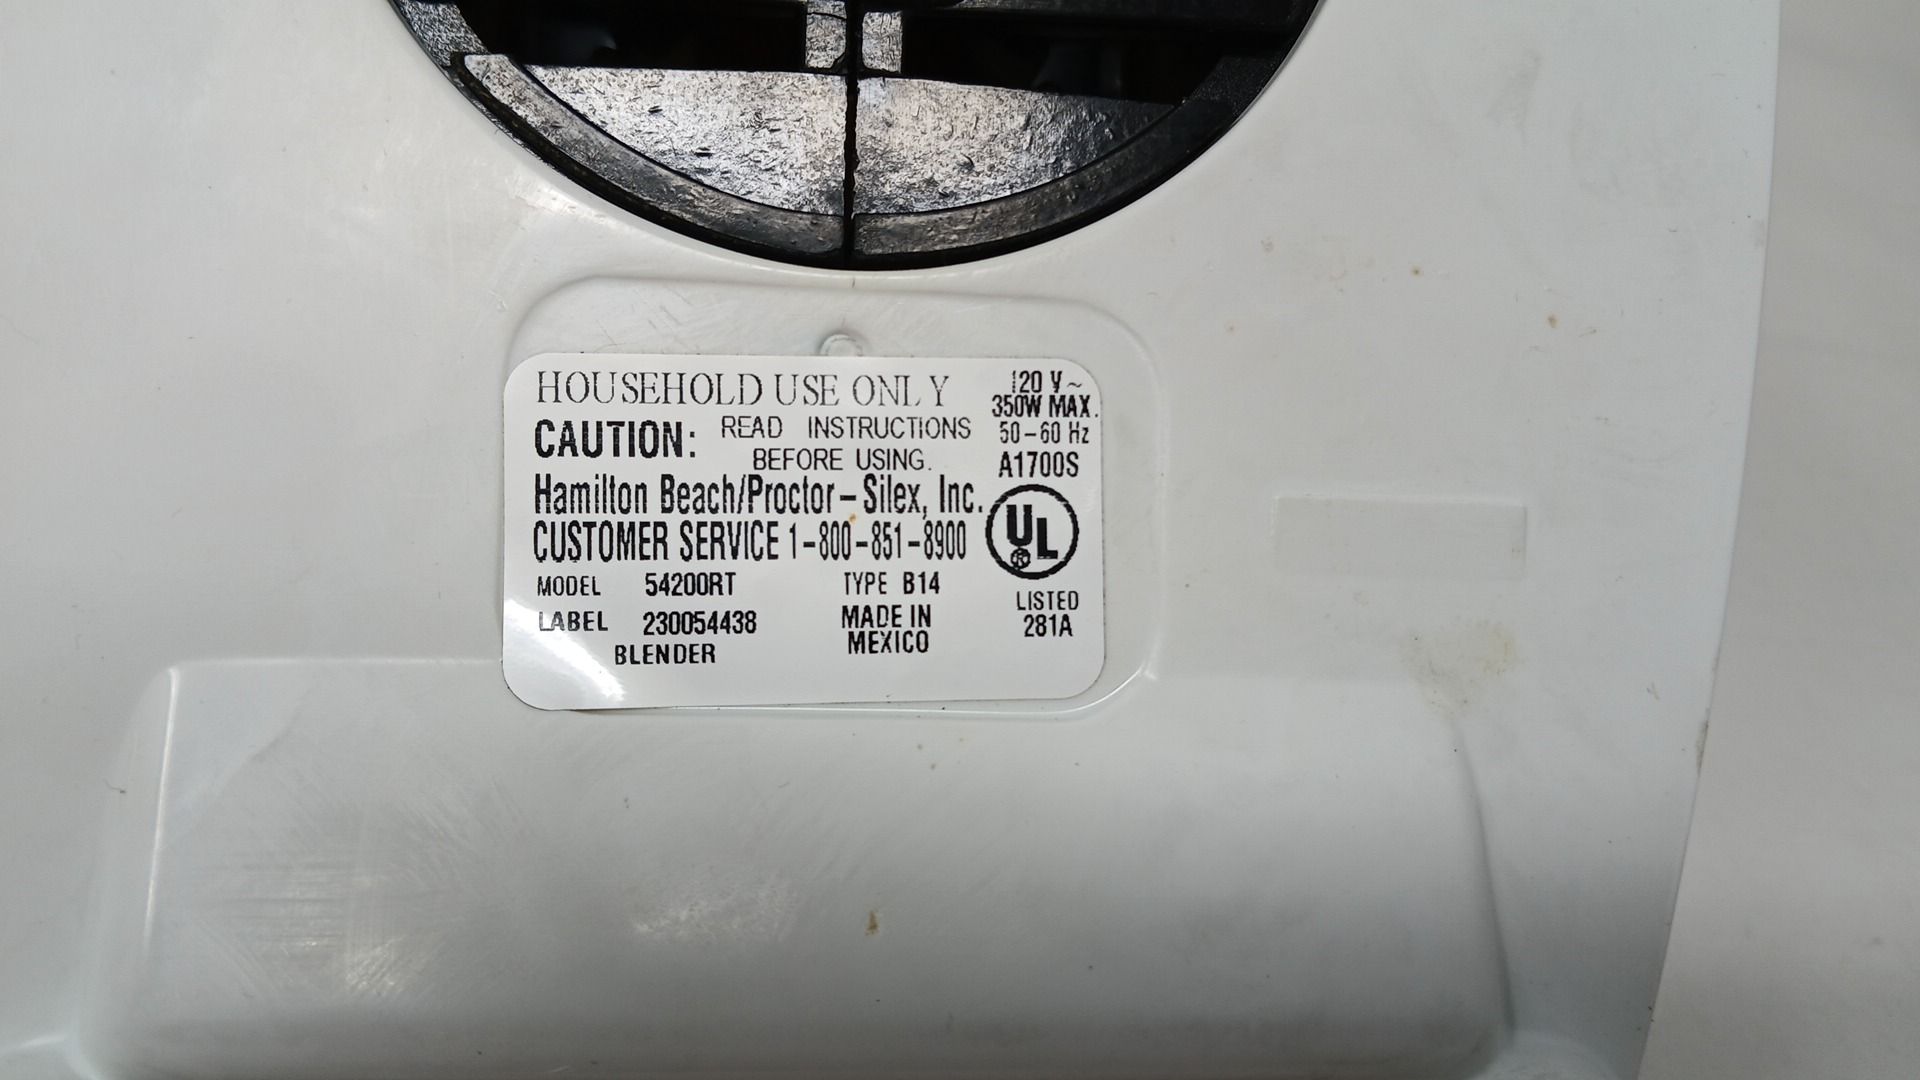 HOUSEHOLD USE ONLY
CAUTION: READ INSTRUCTIONS
BEFORE USING.
Hamilton Beach/Proctor-Silex, Inc.
CUSTOMER SERVICE 1-800-851-8900
MODEL 54200RT TYPE B14
LABEL 230054438 MADE IN
BLENDER MEXICO
120 V~
350W MAX.
50-60 Hz
A1700S
UL
®
LISTED
281A